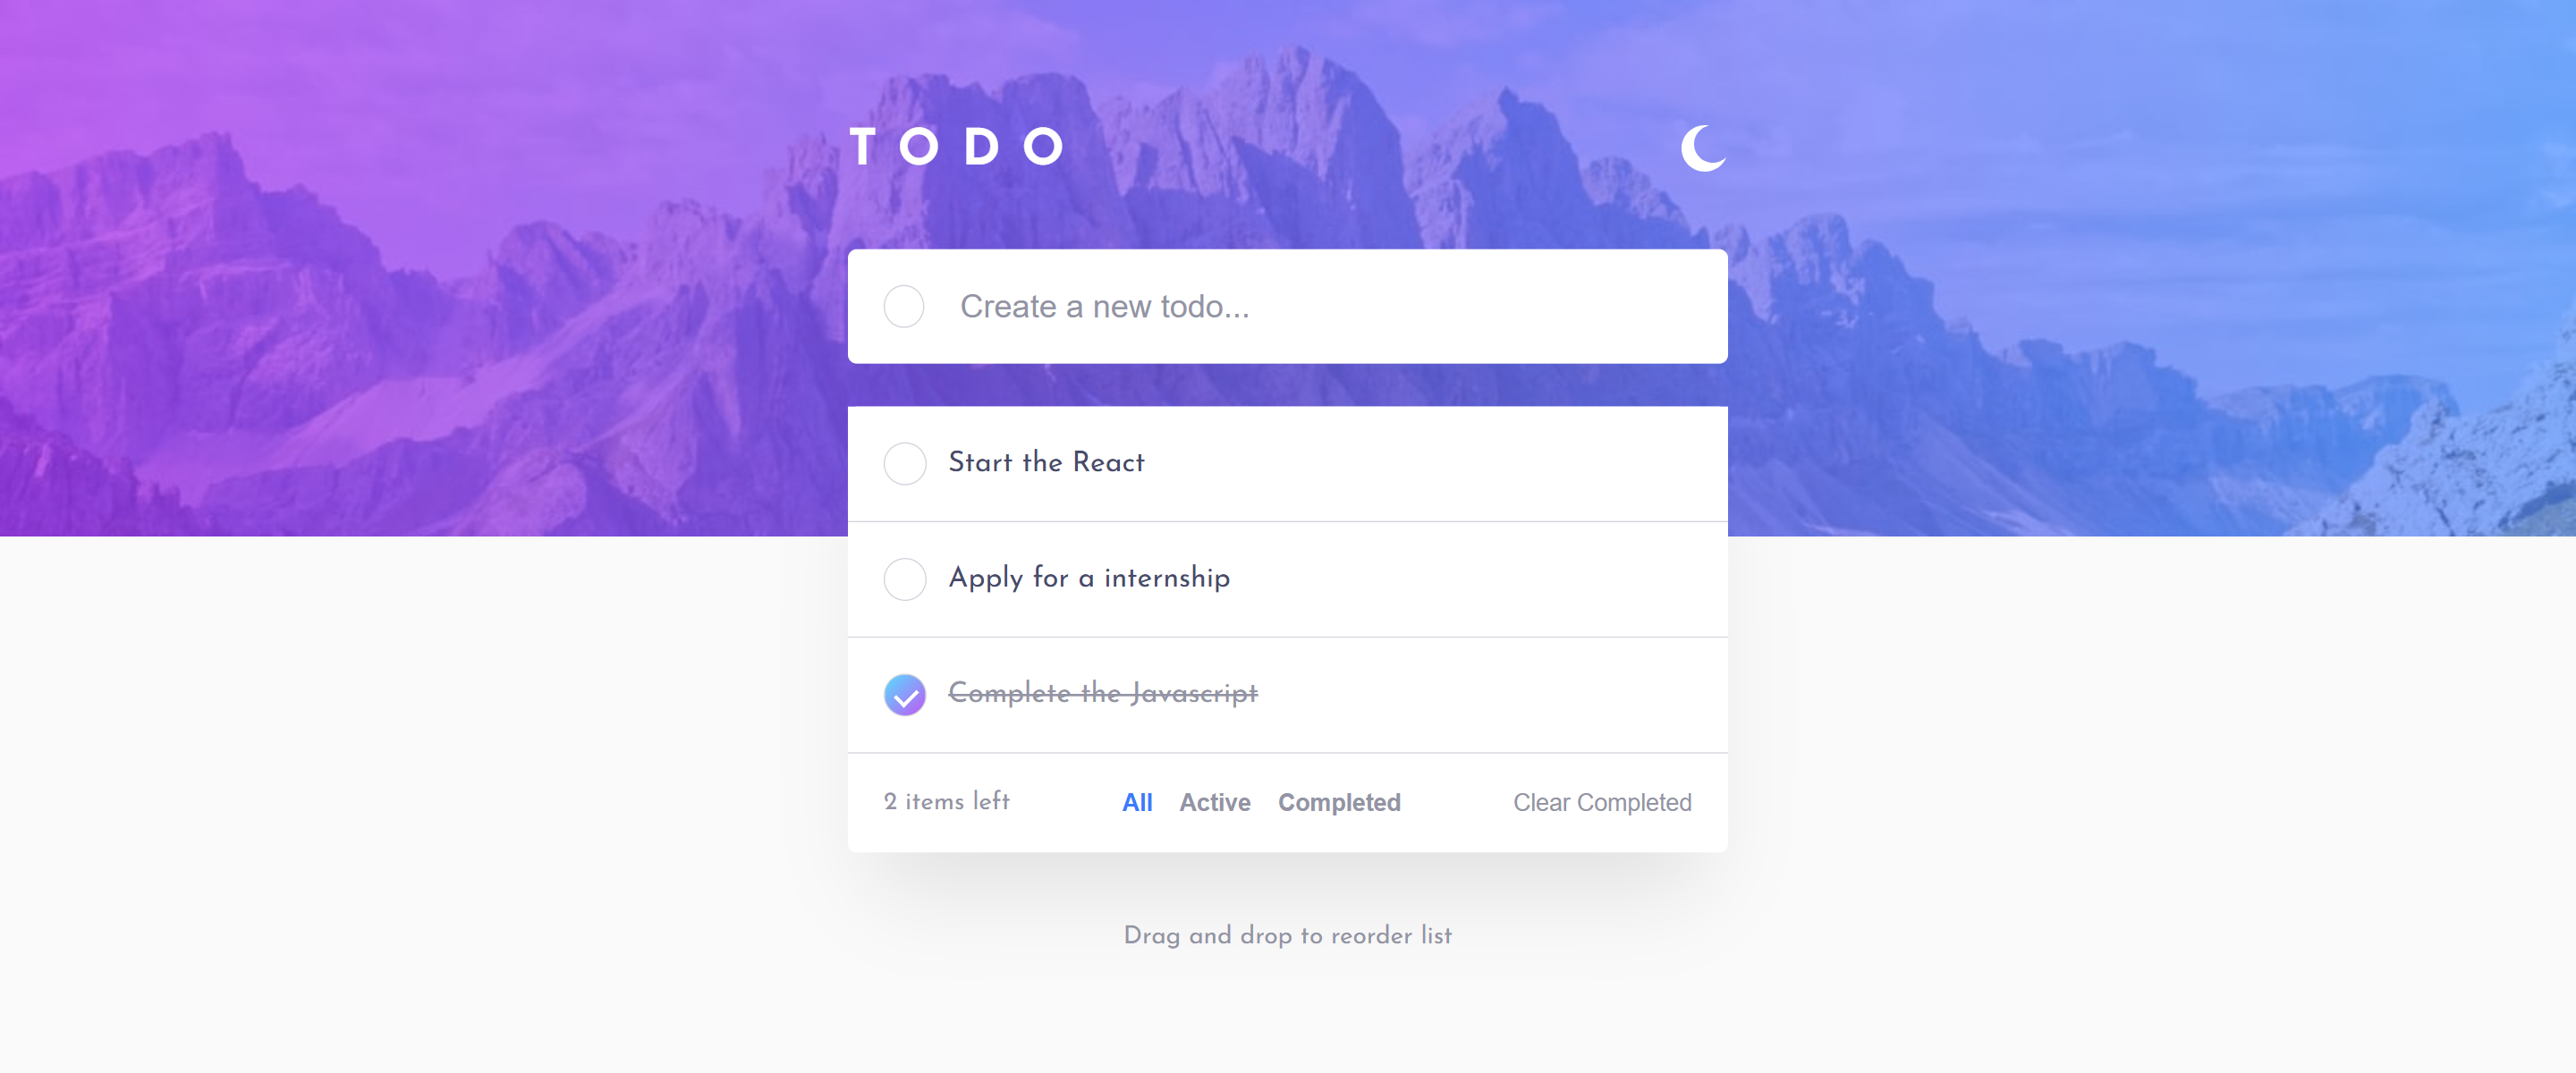 TODO
Create a new todo...
Start the React
Apply for a internship
Complete the Javascript
2 items left All Active Completed Clear Completed
Drag and drop to reorder list